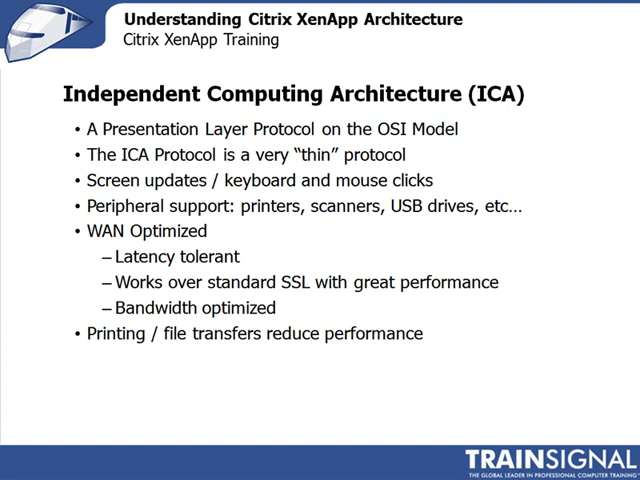 Understanding Citrix XenApp Architecture
Citrix XenApp Training
Independent Computing Architecture (ICA)
• A Presentation Layer Protocol on the OSI Model
• The ICA Protocol is a very “thin” protocol
• Screen updates / keyboard and mouse clicks
• Peripheral support: printers, scanners, USB drives, etc…
• WAN Optimized
– Latency tolerant
– Works over standard SSL with great performance
– Bandwidth optimized
• Printing / file transfers reduce performance
TRAINSIGNAL
THE GLOBAL LEADER IN PROFESSIONAL COMPUTER TRAINING